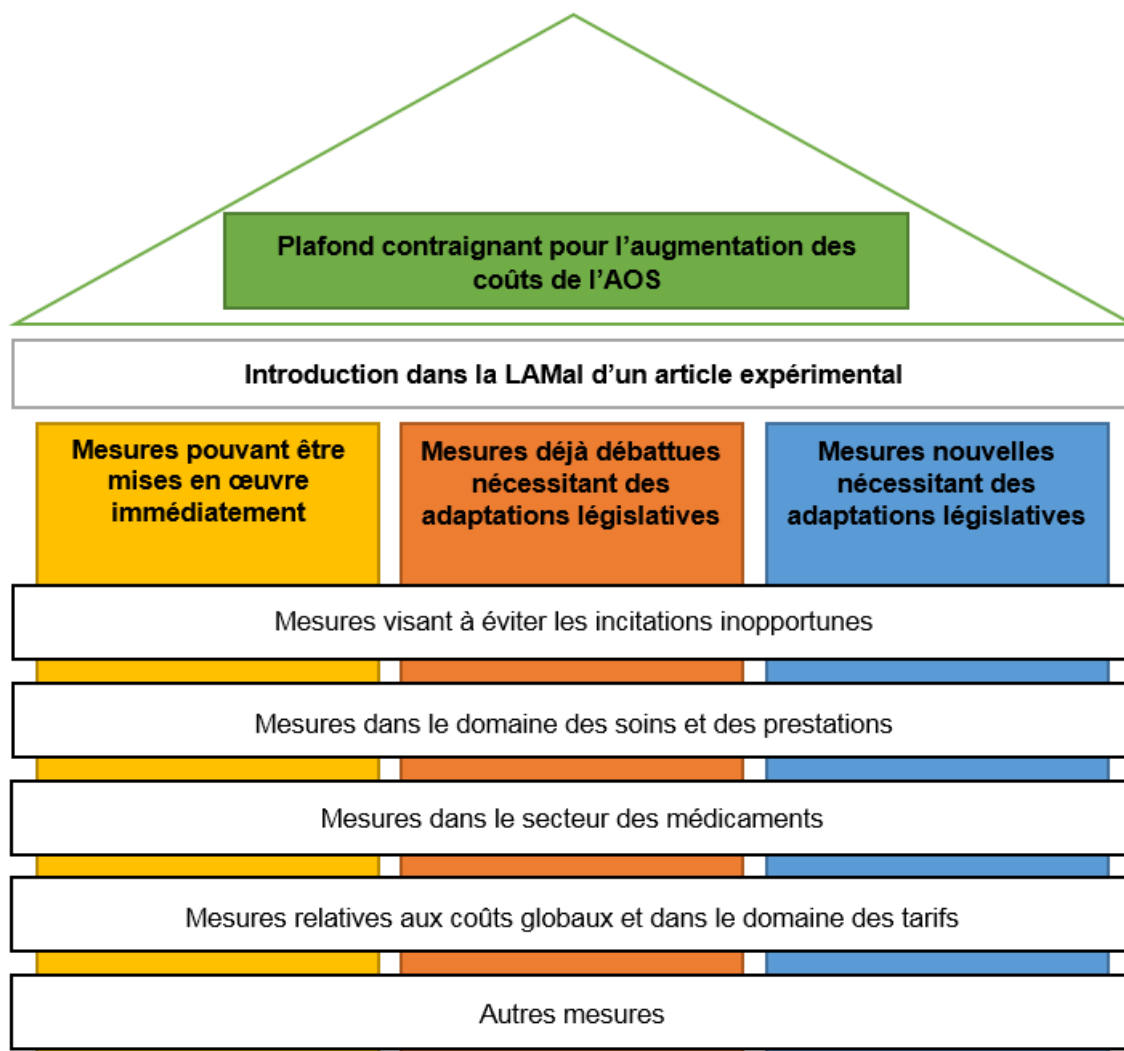 Plafond contraignant pour l’augmentation des
coûts de l’AOS
Introduction dans la LAMal d’un article expérimental
Mesures pouvant être
mises en œuvre
immédiatement
Mesures déjà débattues
nécessitant des
adaptations législatives
Mesures nouvelles
nécessitant des
adaptations législatives
Mesures visant à éviter les incitations inopportunes
Mesures dans le domaine des soins et des prestations
Mesures dans le secteur des médicaments
Mesures relatives aux coûts globaux et dans le domaine des tarifs
Autres mesures